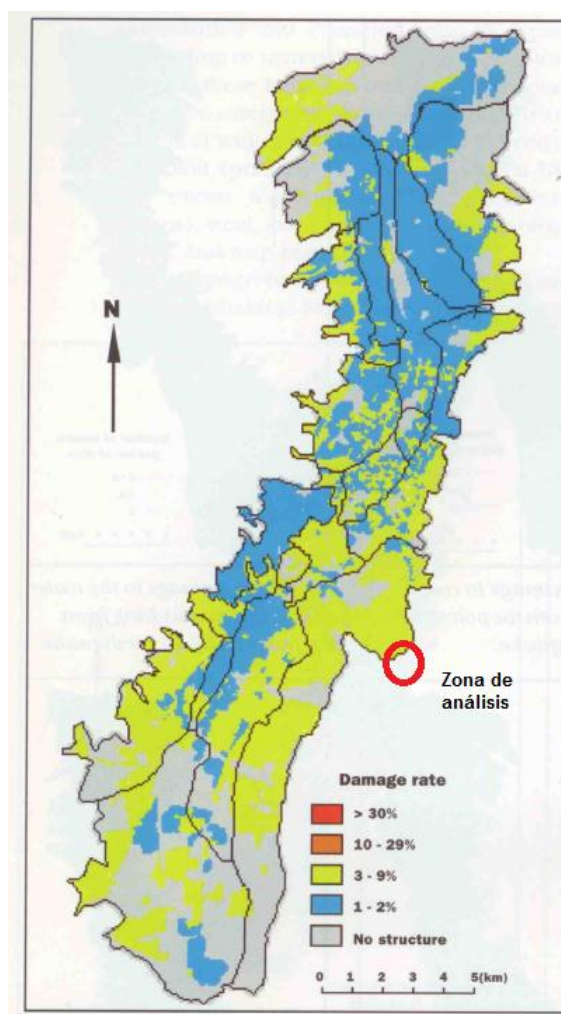 N
Zona de
análisis
Damage rate
> 30%
10 - 29%
3 - 9%
1 - 2%
No structure
0 1 2 3 4 5(km)